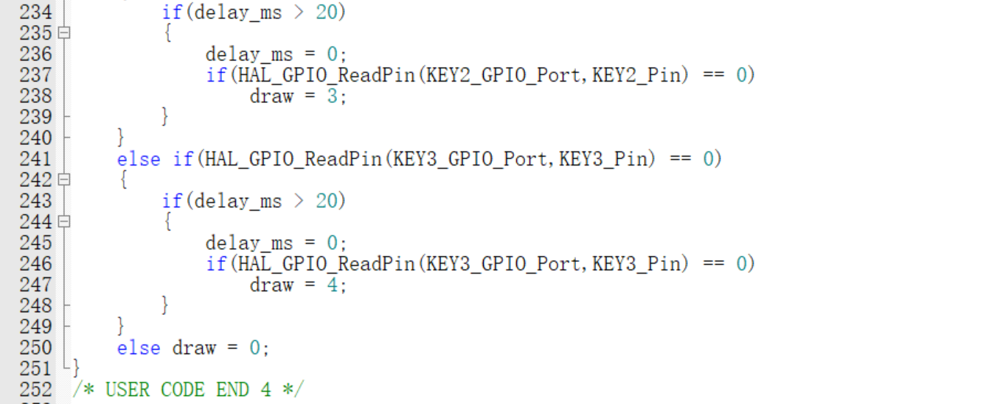 234 if(delay_ms > 20)
235 {
236 delay_ms = 0;
237 if(HAL_GPIO_ReadPin(KEY2_GPIO_Port,KEY2_Pin) == 0)
238 draw = 3;
239 }
240 }
241 else if(HAL_GPIO_ReadPin(KEY3_GPIO_Port,KEY3_Pin) == 0)
242 {
243 if(delay_ms > 20)
244 {
245 delay_ms = 0;
246 if(HAL_GPIO_ReadPin(KEY3_GPIO_Port,KEY3_Pin) == 0)
247 draw = 4;
248 }
249 }
250 else draw = 0;
251 }
252 /* USER CODE END 4 */